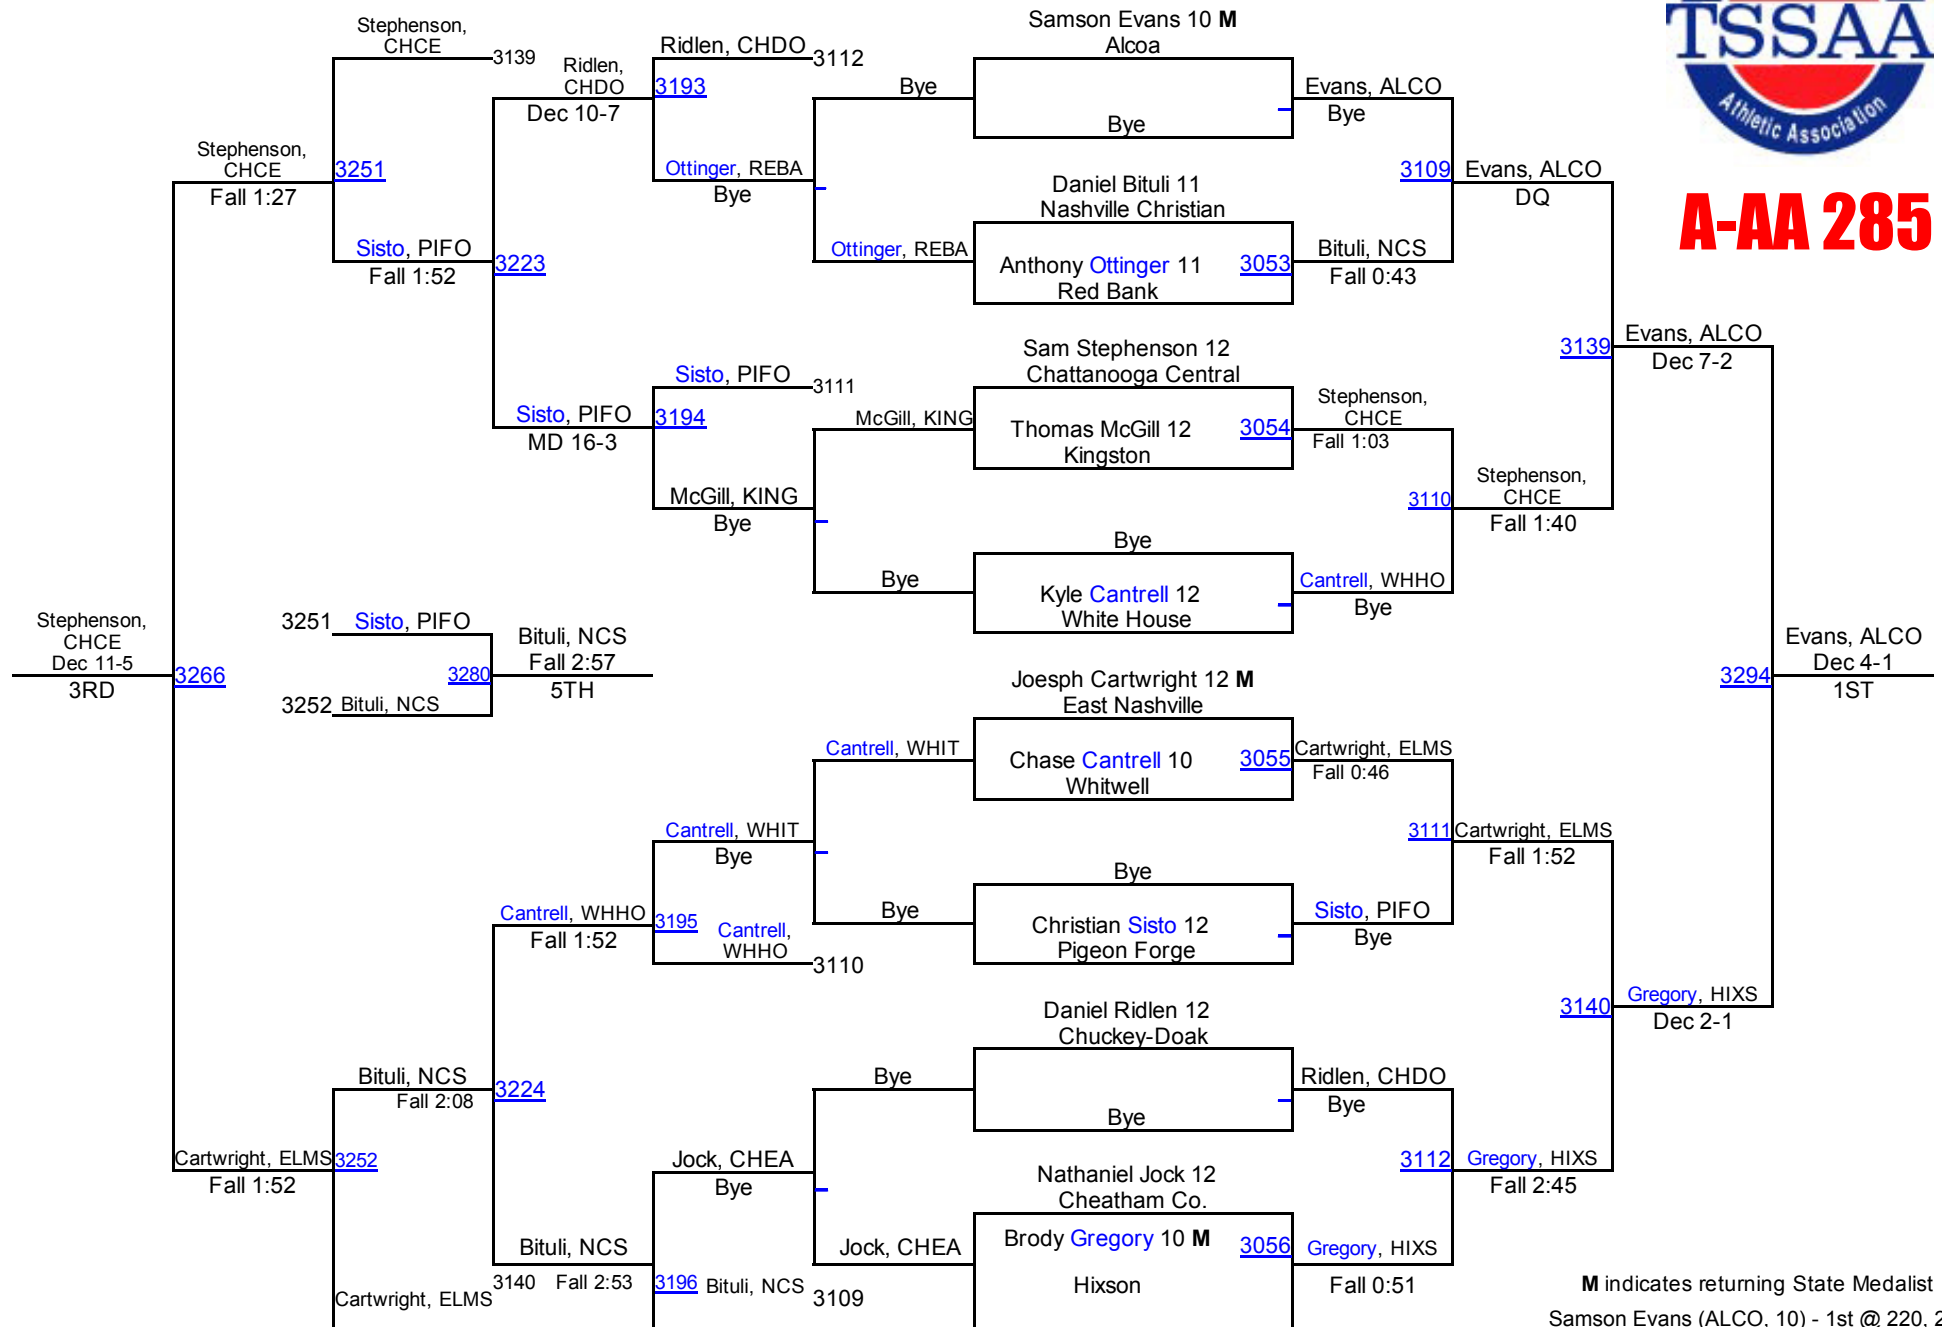 TSSAA
Athletic Association
A-AA 285
Samson Evans 10 M
Alcoa
Bye
Daniel Bituli 11
Nashville Christian
Anthony Ottinger 11
3053
Red Bank
Sam Stephenson 12
Chattanooga Central
Thomas McGill 12
3054
Kingston
Bye
Kyle Cantrell 12
White House
Joesph Cartwright 12 M
East Nashville
Chase Cantrell 10
3055
Whitwell
Bye
Christian Sisto 12
Pigeon Forge
Daniel Ridlen 12
Chuckey-Doak
Bye
Nathaniel Jock 12
Cheatham Co.
Brody Gregory 10 M
3056
Hixson
Evans, ALCO
Bye
3109
Bituli, NCS
Fall 0:43
Stephenson,
CHCE
Fall 1:03
3110
Cantrell, WHHO
Bye
Cartwright, ELMS
Fall 0:46
3111
Sisto, PIFO
Bye
Ridlen, CHDO
Bye
3112
Gregory, HIXS
Fall 0:51
Evans, ALCO
DQ
3139
Stephenson,
CHCE
Fall 1:40
Cartwright, ELMS
Fall 1:52
3140
Gregory, HIXS
Fall 2:45
Evans, ALCO
Dec 7-2
3294
Gregory, HIXS
Dec 2-1
Evans, ALCO
Dec 4-1
1ST
Bye
Ottinger, REBA
McGill, KING
Bye
Cantrell, WHIT
Bye
Bye
Jock, CHEA
Ridlen, CHDO
3112
3193
Ottinger, REBA
Bye
Sisto, PIFO
3111
3194
McGill, KING
Bye
Cantrell, WHIT
Bye
3195
Cantrell,
WHHO
3110
Jock, CHEA
Bye
3196
Bituli, NCS
3109
Ridlen,
CHDO
Dec 10-7
3223
Sisto, PIFO
MD 16-3
Cantrell, WHHO
Fall 1:52
3224
Bituli, NCS
Fall 2:53
Stephenson,
CHCE
3139
3251
Sisto, PIFO
Fall 1:52
Bituli, NCS
Fall 2:08
3252
Cartwright, ELMS
3140
Stephenson,
CHCE
Fall 1:27
3266
Cartwright, ELMS
Fall 1:52
Stephenson,
CHCE
Dec 11-5
3RD
3251 Sisto, PIFO
3280
3252 Bituli, NCS
Bituli, NCS
Fall 2:57
5TH
M indicates returning State Medalist
Samson Evans (ALCO, 10) - 1st @ 220, 2